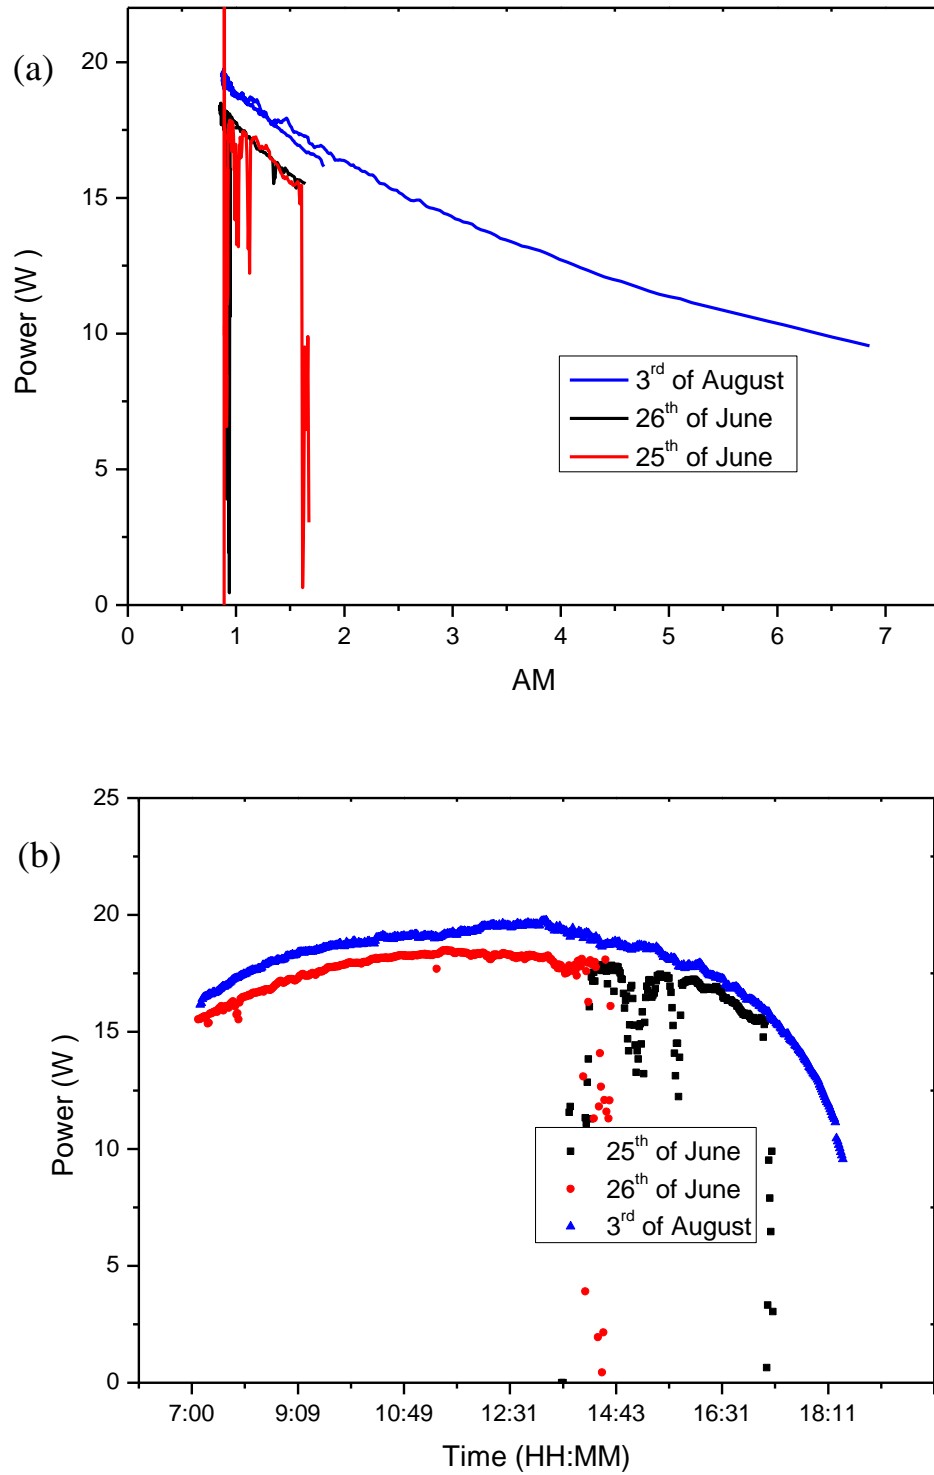 (a)
20
15
10
5
0
Power (W )
0 1 2 3 4 5 6 7
AM
3rd of August
26th of June
25th of June
(b)
25
20
15
10
5
0
Power (W )
7:00 9:09 10:49 12:31 14:43 16:31 18:11
Time (HH:MM)
25th of June
26th of June
3rd of August